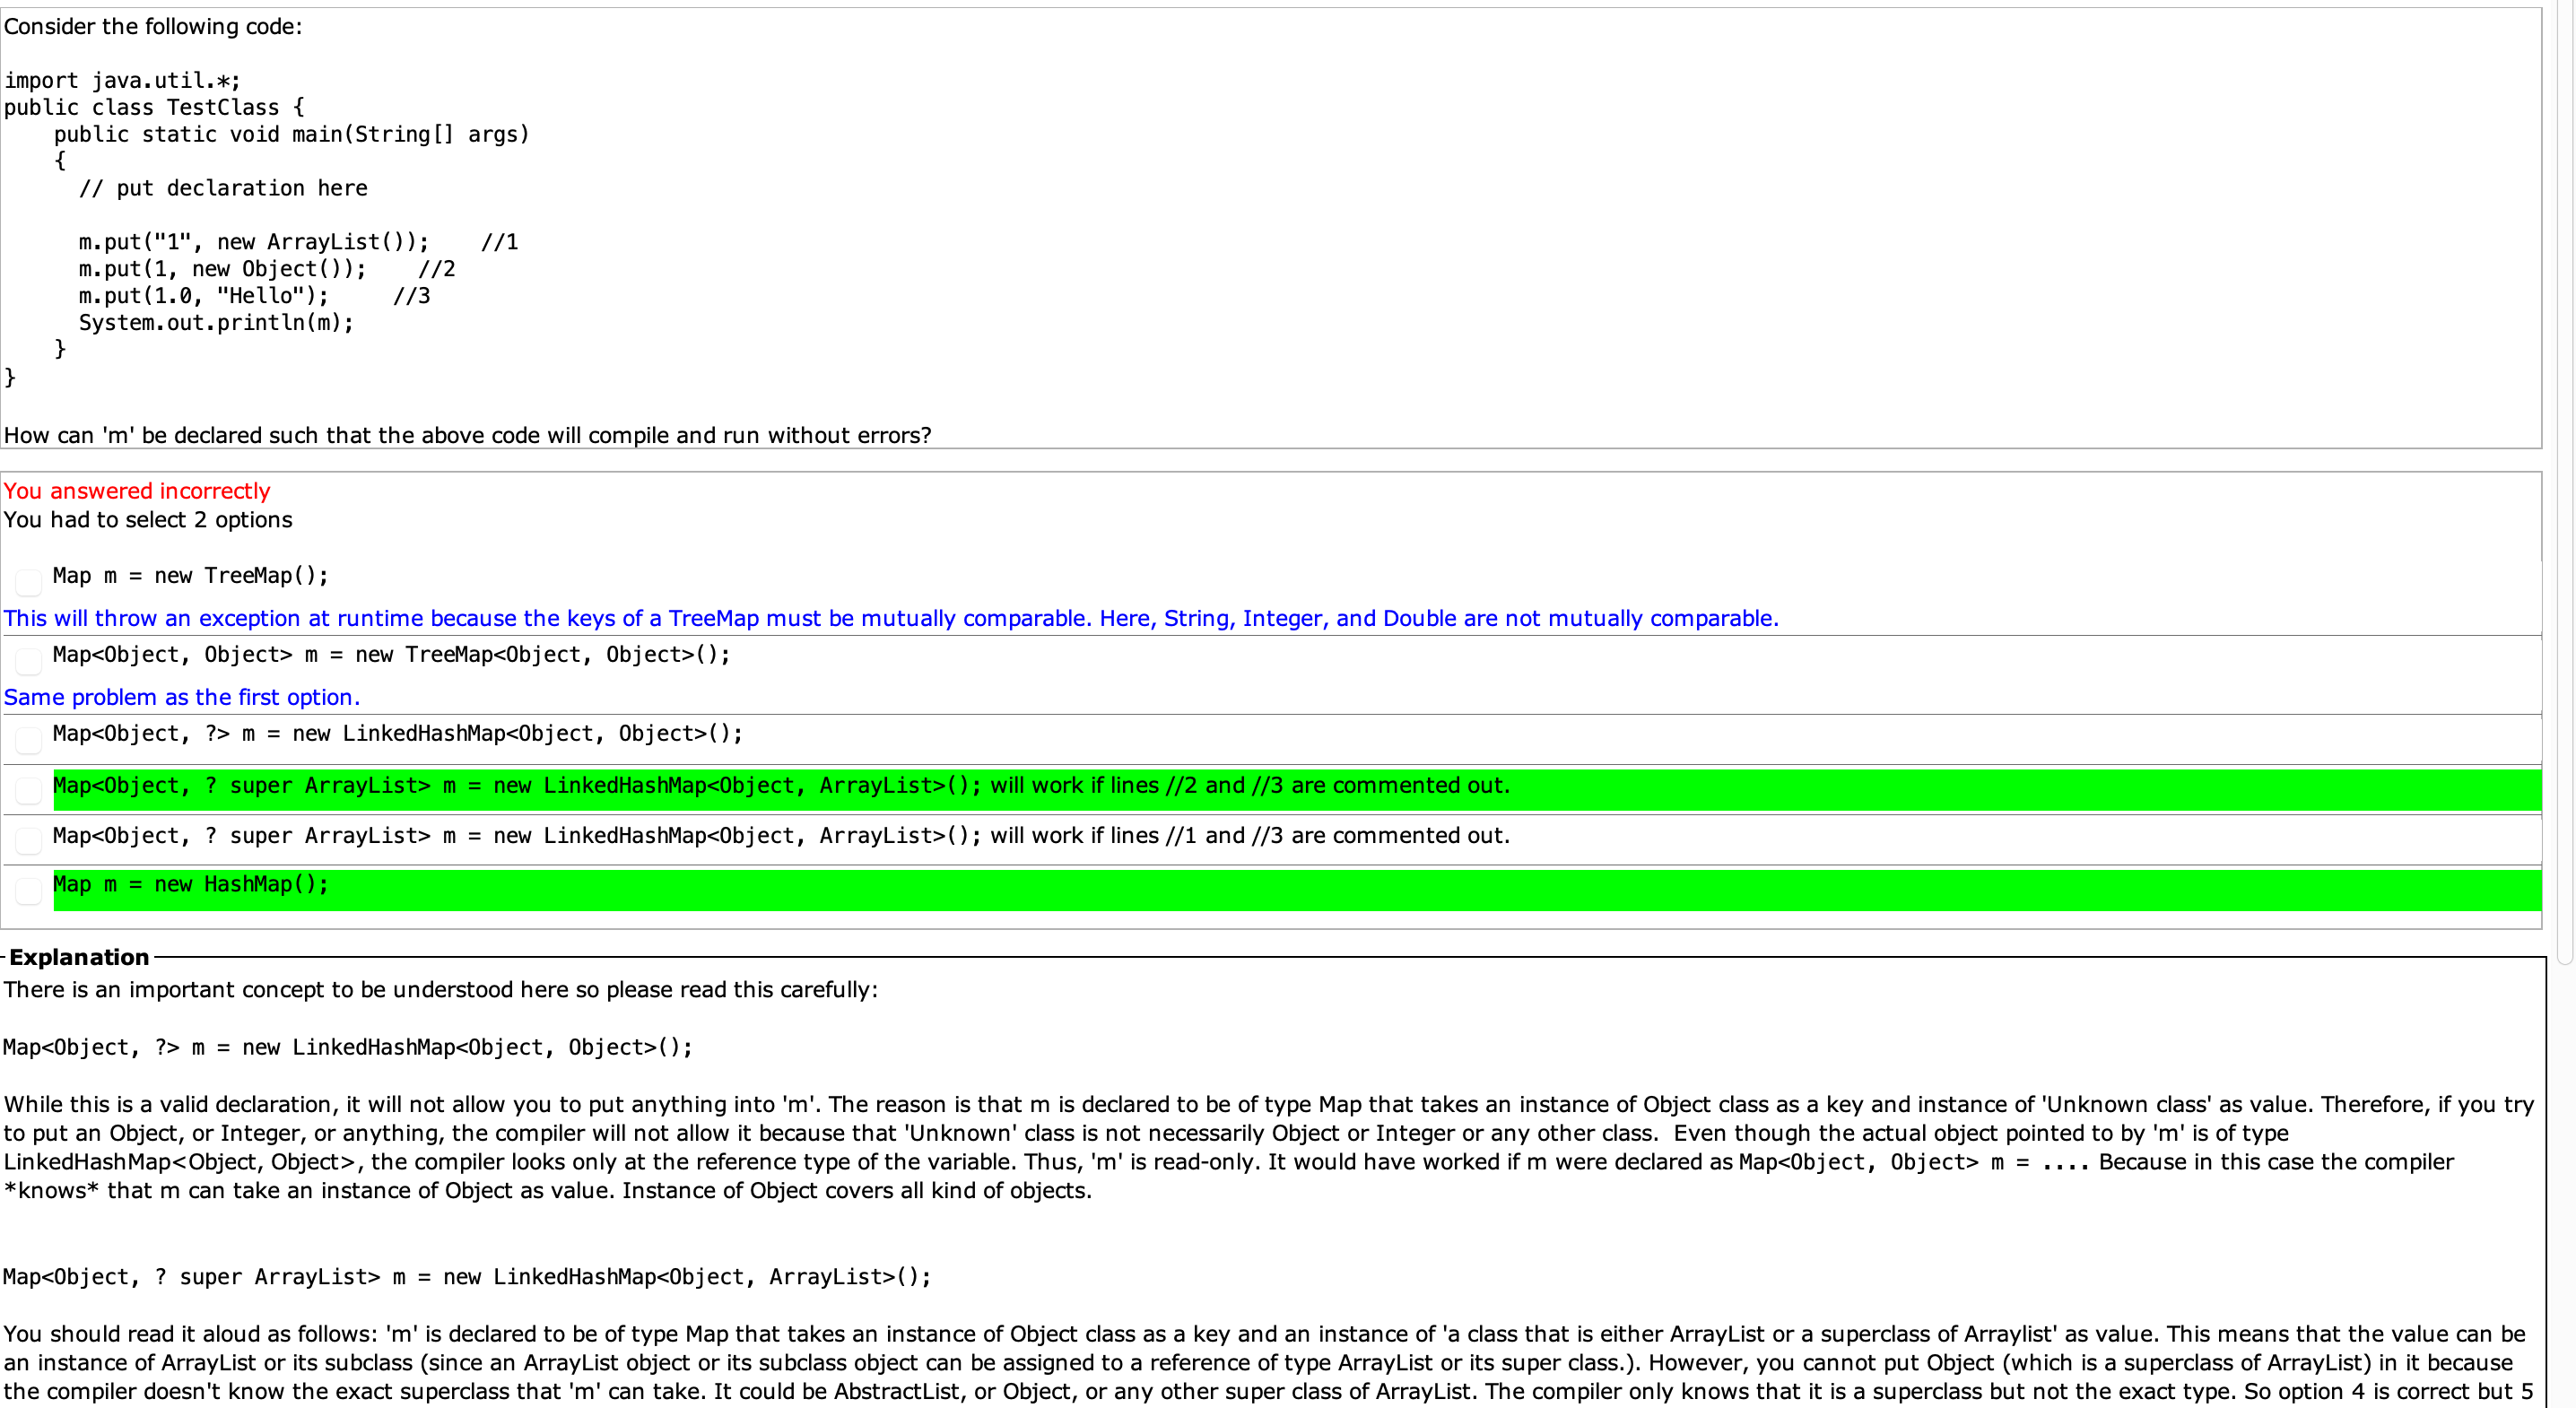 Consider the following code:
import java.util.*;
public class TestClass {
    public static void main(String[] args)
    {
      // put declaration here
      m.put("1", new ArrayList());    //1
      m.put(1, new Object());    //2
      m.put(1.0, "Hello");     //3
      System.out.println(m);
    }
}
How can 'm' be declared such that the above code will compile and run without errors?
You answered incorrectly
You had to select 2 options
Map m = new TreeMap();
This will throw an exception at runtime because the keys of a TreeMap must be mutually comparable. Here, String, Integer, and Double are not mutually comparable.
Map<Object, Object> m = new TreeMap<Object, Object>();
Same problem as the first option.
Map<Object, ?> m = new LinkedHashMap<Object, Object>();
Map<Object, ? super ArrayList> m = new LinkedHashMap<Object, ArrayList>(); will work if lines //2 and //3 are commented out.
Map<Object, ? super ArrayList> m = new LinkedHashMap<Object, ArrayList>(); will work if lines //1 and //3 are commented out.
Map m = new HashMap();
Explanation
There is an important concept to be understood here so please read this carefully:
Map<Object, ?> m = new LinkedHashMap<Object, Object>();
While this is a valid declaration, it will not allow you to put anything into 'm'. The reason is that m is declared to be of type Map that takes an instance of Object class as a key and instance of 'Unknown class' as value. Therefore, if you try
to put an Object, or Integer, or anything, the compiler will not allow it because that 'Unknown' class is not necessarily Object or Integer or any other class.  Even though the actual object pointed to by 'm' is of type
LinkedHashMap<Object, Object>, the compiler looks only at the reference type of the variable. Thus, 'm' is read-only. It would have worked if m were declared as Map<Object, Object> m = .... Because in this case the compiler
*knows* that m can take an instance of Object as value. Instance of Object covers all kind of objects.
Map<Object, ? super ArrayList> m = new LinkedHashMap<Object, ArrayList>();
You should read it aloud as follows: 'm' is declared to be of type Map that takes an instance of Object class as a key and an instance of 'a class that is either ArrayList or a superclass of Arraylist' as value. This means that the value can be
an instance of ArrayList or its subclass (since an ArrayList object or its subclass object can be assigned to a reference of type ArrayList or its super class.). However, you cannot put Object (which is a superclass of ArrayList) in it because
the compiler doesn't know the exact superclass that 'm' can take. It could be AbstractList, or Object, or any other super class of ArrayList. The compiler only knows that it is a superclass but not the exact type. So option 4 is correct but 5